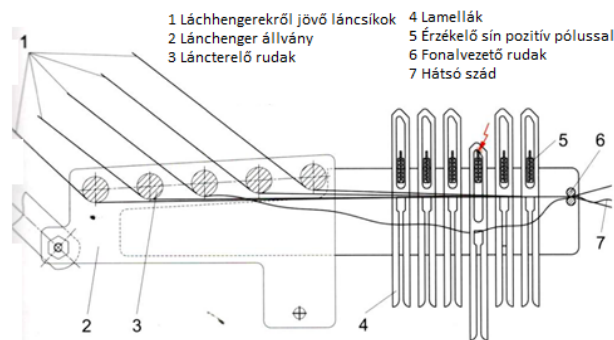 1 Láchhengerekről jövő láncsíkok
2 Lánchenger állvány
3 Láncterelő rudak
4 Lamellák
5 Érzékelő sín pozitív pólussal
6 Fonalvezető rudak
7 Hátsó szád
1
5
6
7
2
3
4